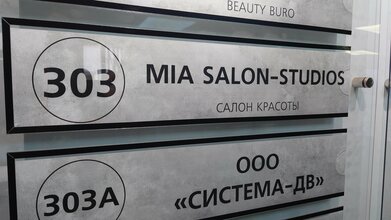 BEAUTY BURO
303
MIA SALON-STUDIOS
САЛОН КРАСОТЫ
303А
ООО
«СИСТЕМА-ДВ»